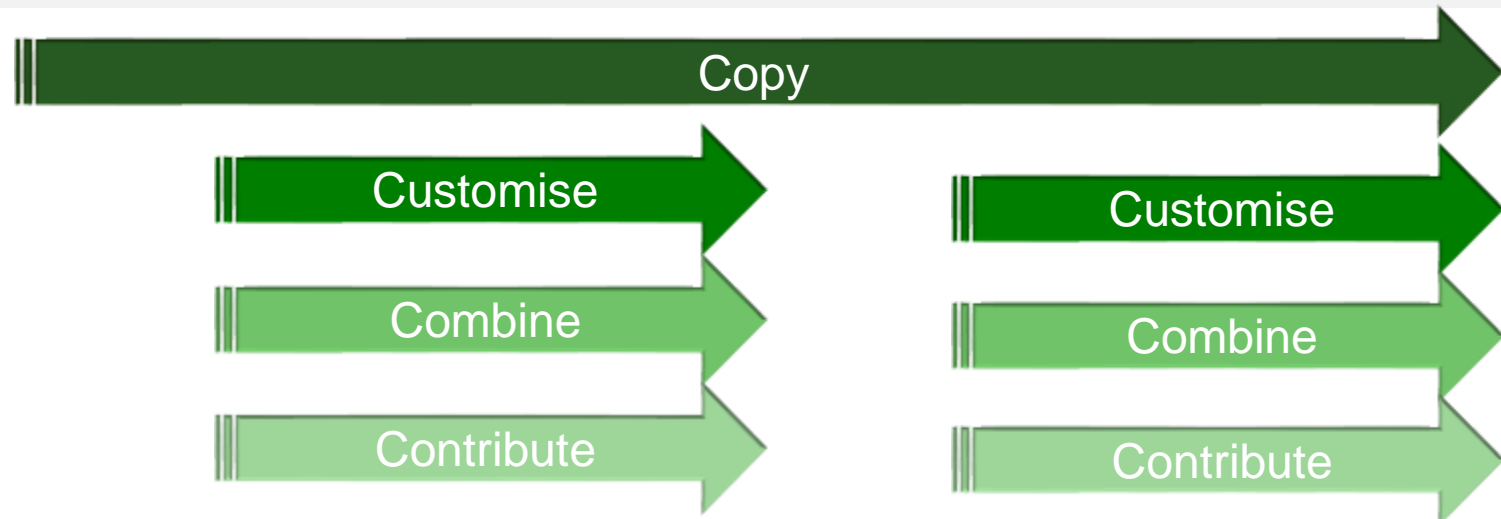 Copy
Customise
Customise
Combine
Combine
Contribute
Contribute